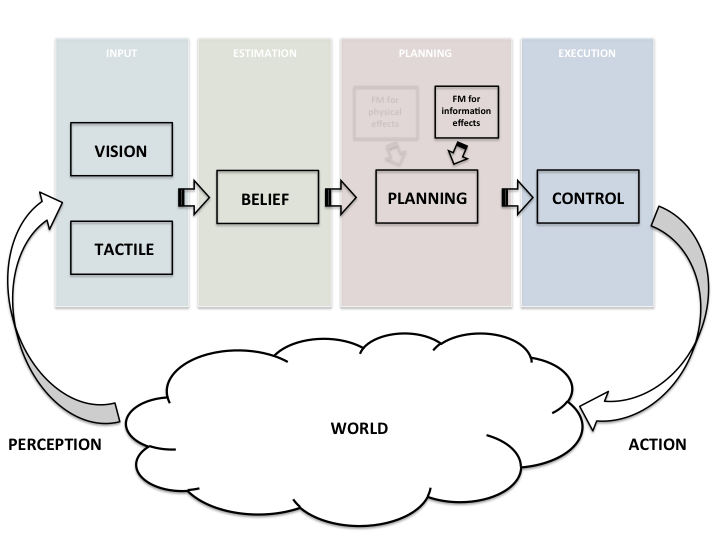 INPUT
ESTIMATION
PLANNING
EXECUTION
FM for
physical
effects
FM for
information
effects
VISION
TACTILE
BELIEF
PLANNING
CONTROL
WORLD
PERCEPTION
ACTION